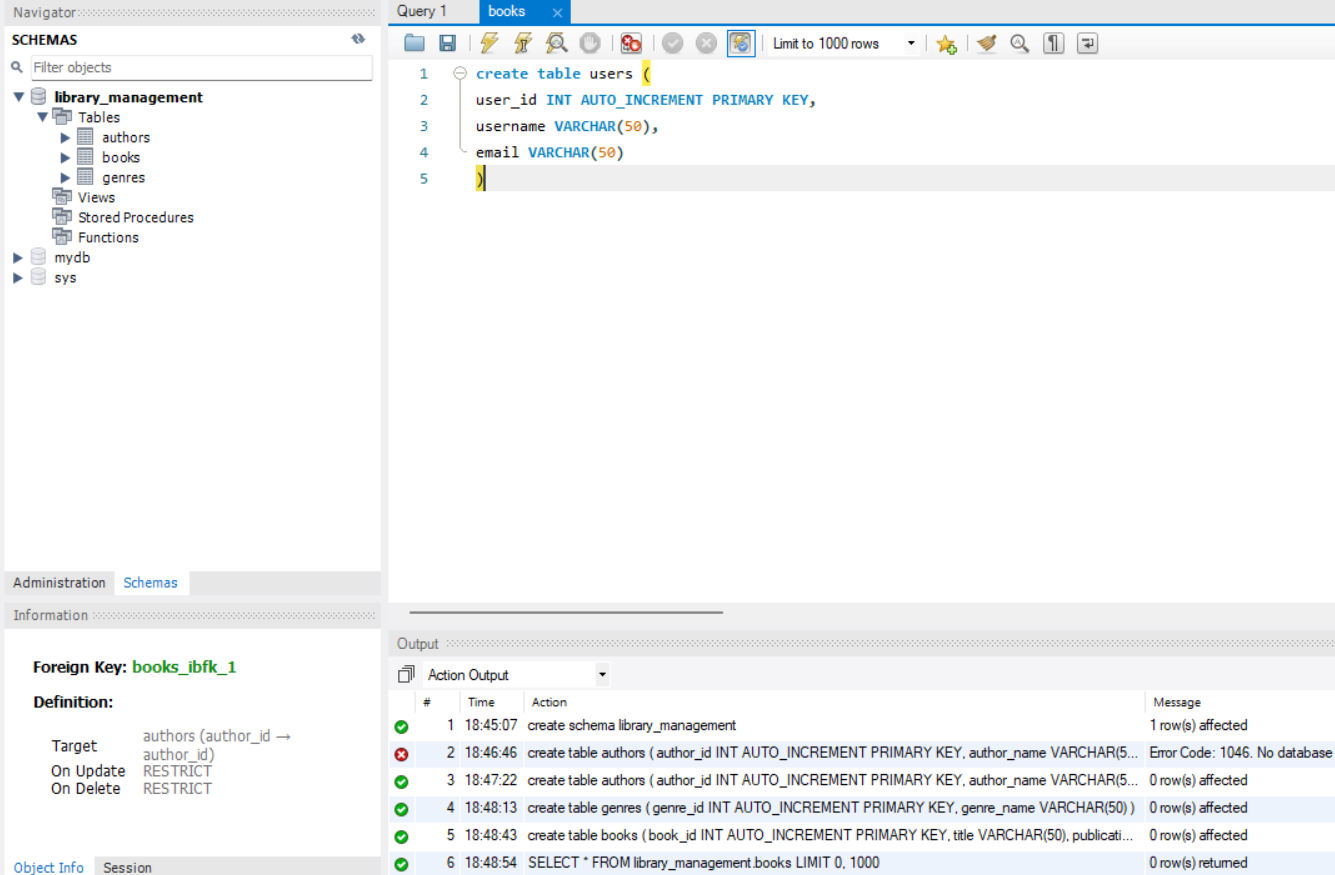 Navigator
SCHEMAS
Filter objects
library_management
Tables
authors
books
genres
Views
Stored Procedures
Functions
mydb
sys
Administration Schemas
Information
Foreign Key: books_ibfk_1
Definition:
Target authors (author_id →
author_id)
On Update RESTRICT
On Delete RESTRICT
Object Info Session
Query 1 books
Limit to 1000 rows
1 create table users (
2 user_id INT AUTO_INCREMENT PRIMARY KEY,
3 username VARCHAR(50),
4 email VARCHAR(50)
5 )
Output
Action Output
# Time Action Message
1 18:45:07 create schema library_management 1 row(s) affected
2 18:46:46 create table authors ( author_id INT AUTO_INCREMENT PRIMARY KEY, author_name VARCHAR(5... Error Code: 1046. No database
3 18:47:22 create table authors ( author_id INT AUTO_INCREMENT PRIMARY KEY, author_name VARCHAR(5... 0 row(s) affected
4 18:48:13 create table genres ( genre_id INT AUTO_INCREMENT PRIMARY KEY, genre_name VARCHAR(50) ) 0 row(s) affected
5 18:48:43 create table books ( book_id INT AUTO_INCREMENT PRIMARY KEY, title VARCHAR(50), publicati... 0 row(s) affected
6 18:48:54 SELECT * FROM library_management.books LIMIT 0, 1000 0 row(s) returned